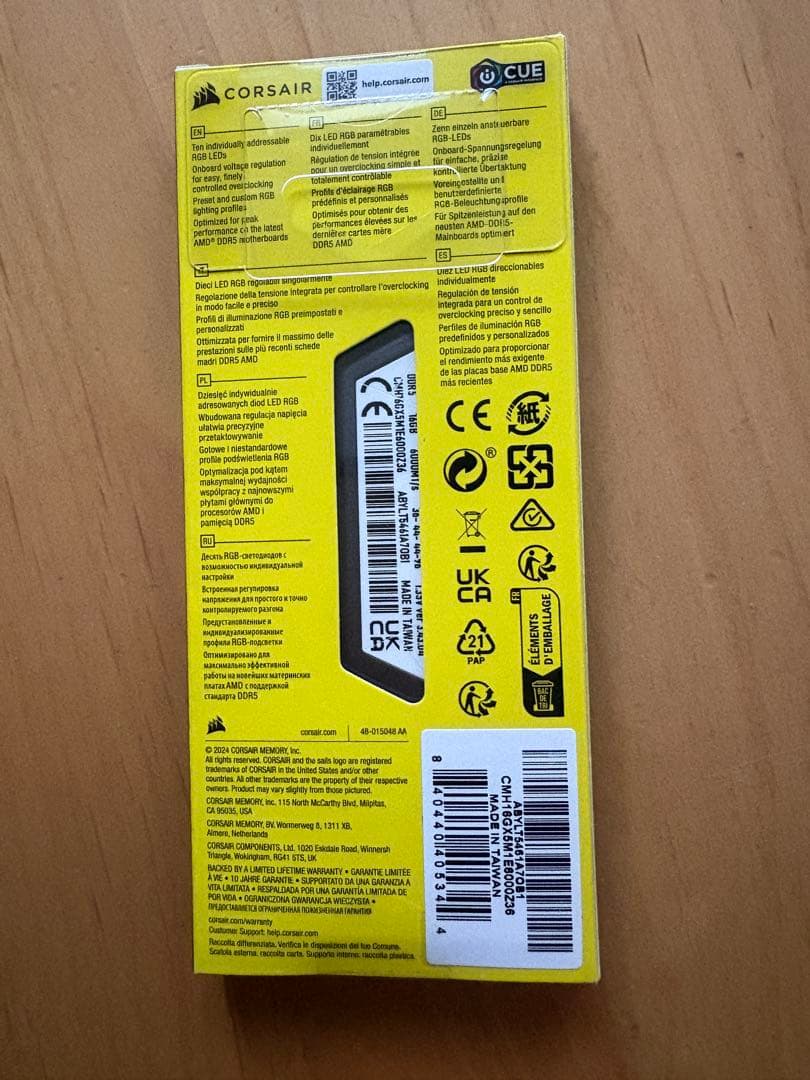 CORSAIR
help.corsair.com
CUE
EN
Ten individually addressable
RGB LEDs
Onboard voltage regulation
for easy, finely
controlled overclocking
Preset and custom RGB
lighting profiles
Optimized for peak
performance on the latest
AMD® DDR5 motherboards
FR
Dix LED RGB paramétrables
individuellement
Régulation de tension intégrée
pour un overclocking simple et
totalement contrôlable
Profils d'éclairage RGB
prédéfinis et personnalisés
Optimisés pour obtenir des
performances élevées sur les
dernières cartes mère
DDR5 AMD
DE
Zehn einzeln ansteuerbare
RGB-LEDs
Onboard-Spannungsregelung
für einfache, präzise
kontrollierte Übertaktung
Voreingestellte und
benutzerdefinierte
RGB-Beleuchtungsprofile
Für Spitzenleistung auf den
neusten AMD-DDR5-
Mainboards optimiert
IT
Dieci LED RGB regolabili singolarmente
Regolazione della tensione integrata per controllare l'overclocking
in modo facile e preciso
Profili di illuminazione RGB preimpostati e
personalizzati
Ottimizzata per fornire il massimo delle
prestazioni sulle più recenti schede
madri DDR5 AMD
ES
Diez LED RGB direccionables
individualmente
Regulación de tensión
integrada para un control de
overclocking preciso y sencillo
Perfiles de iluminación RGB
predefinidos y personalizados
Optimizado para proporcionar
el rendimiento más exigente
de las placas base AMD DDR5
más recientes
PL
Dziesięć indywidualnie
adresowanych diod LED RGB
Wbudowana regulacja napięcia
ułatwia precyzyjne
przetaktowywanie
Gotowe i niestandardowe
profile podświetlenia RGB
Optymalizacja pod kątem
maksymalnej wydajności
współpracy z najnowszymi
płytami głównymi do
procesorów AMD i
pamięcią DDR5
RU
Десять RGB-светодиодов с
возможностью индивидуальной
настройки
Встроенная регулировка
напряжения для простого и точно
контролируемого разгона
Предустановленные и
индивидуализированные
профили RGB-подсветки
Оптимизировано для
максимально эффективной
работы на новейших материнских
платах AMD с поддержкой
стандарта DDR5
DDR5 16GB 6000MT/s 36-44-44-96
CMH16GX5M1E6000Z36
ABYLT5461A70B1 MADE IN TAIWAN
CE
UK
CA
CE
紙
®
UK
CA
21
PAP
FR
ÉLÉMENTS
D'EMBALLAGE
BAC
DE
TRI
corsair.com
4B-015048 AA
© 2024 CORSAIR MEMORY, Inc.
All rights reserved. CORSAIR and the sails logo are registered
trademarks of CORSAIR in the United States and/or other
countries. All other trademarks are the property of their respective
owners. Product may vary slightly from those pictured.
CORSAIR MEMORY, Inc. 115 North McCarthy Blvd, Milpitas,
CA 95035, USA
CORSAIR MEMORY, BV. Wormerweg 8, 1311 XB,
Almere, Netherlands
CORSAIR COMPONENTS, Ltd. 1020 Eskdale Road, Winnersh
Triangle, Wokingham, RG41 5TS, UK
BACKED BY A LIMITED LIFETIME WARRANTY • GARANTIE LIMITÉE
À VIE • 10 JAHRE GARANTIE • SUPPORTATO DA UNA GARANZIA A
VITA LIMITATA • RESPALDADA POR UNA GARANTÍA LIMITADA DE
POR VIDA • OGRANICZONA GWARANCJA WIECZYSTA •
ПРЕДОСТАВЛЯЕТСЯ ОГРАНИЧЕННАЯ ПОЖИЗНЕННАЯ ГАРАНТИЯ
corsair.com/warranty
Customer Support: help.corsair.com
Raccolta differenziata. Verifica le disposizioni del tuo Comune.
Scatola esterna: raccolta carta. Supporto interno: raccolta plastica.
ABYLT5461A70B1
CMH16GX5M1E6000Z36
MADE IN TAIWAN
8 40440 40534 4